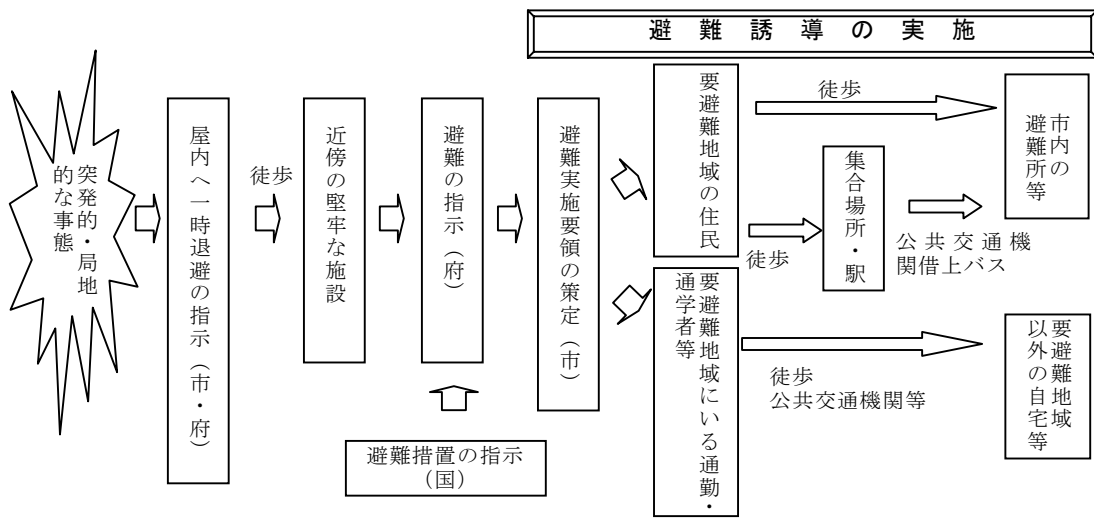 避難誘導の実施
突発的・局地
的な事態
屋内へ一時退避の指示（市・府）
徒歩
近傍の堅牢な施設
避難の指示（府）
避難措置の指示
（国）
避難実施要領の策定（市）
要避難地域の住民
徒歩
市内の
避難所等
徒歩
集合場所・駅
公共交通機
関借上バス
要避難地域にいる通勤・
通学者等
徒歩
公共交通機関等
要避難地域
以外の自宅等